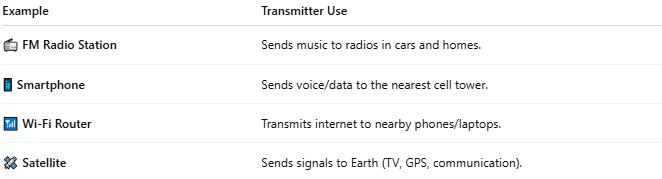 Example Transmitter Use
FM Radio Station Sends music to radios in cars and homes.
Smartphone Sends voice/data to the nearest cell tower.
Wi-Fi Router Transmits internet to nearby phones/laptops.
Satellite Sends signals to Earth (TV, GPS, communication).